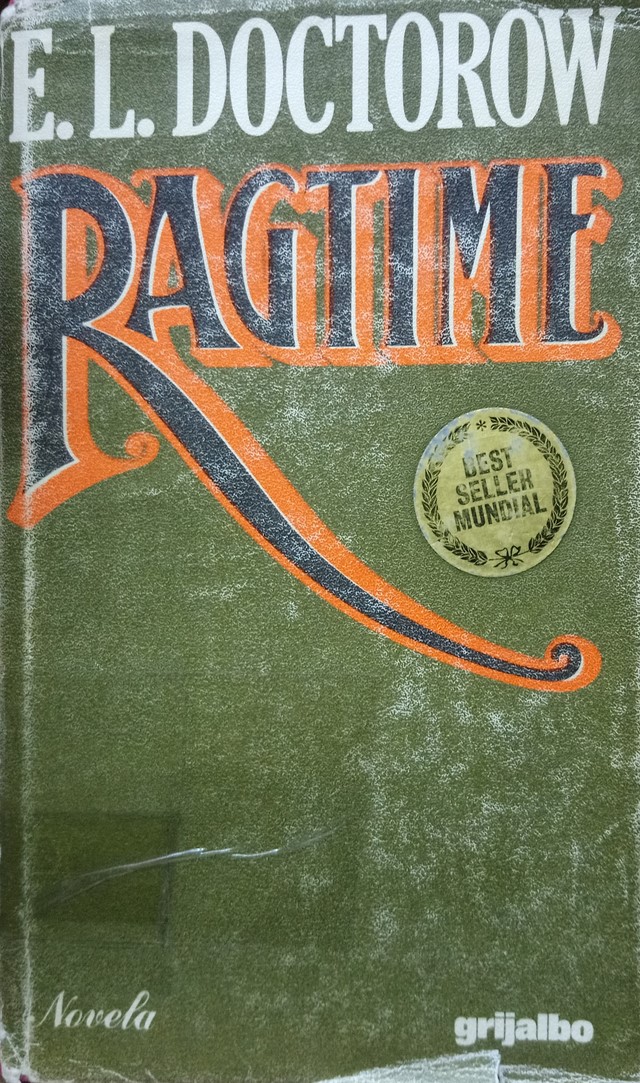 E. L. DOCTOROW
RAGTIME
BEST
SELLER
MUNDIAL
Novela
grijalbo